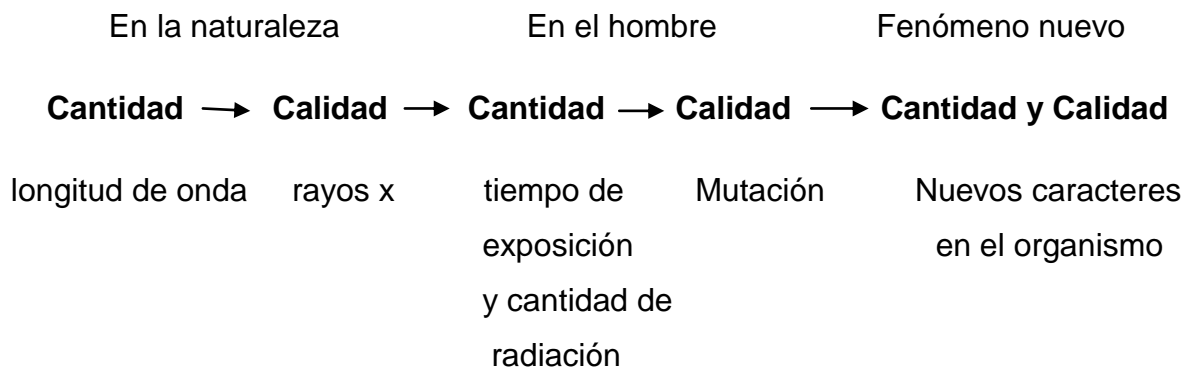 En la naturaleza En el hombre Fenómeno nuevo
Cantidad → Calidad → Cantidad → Calidad → Cantidad y Calidad
longitud de onda rayos x tiempo de Mutación Nuevos caracteres
exposición en el organismo
y cantidad de
radiación